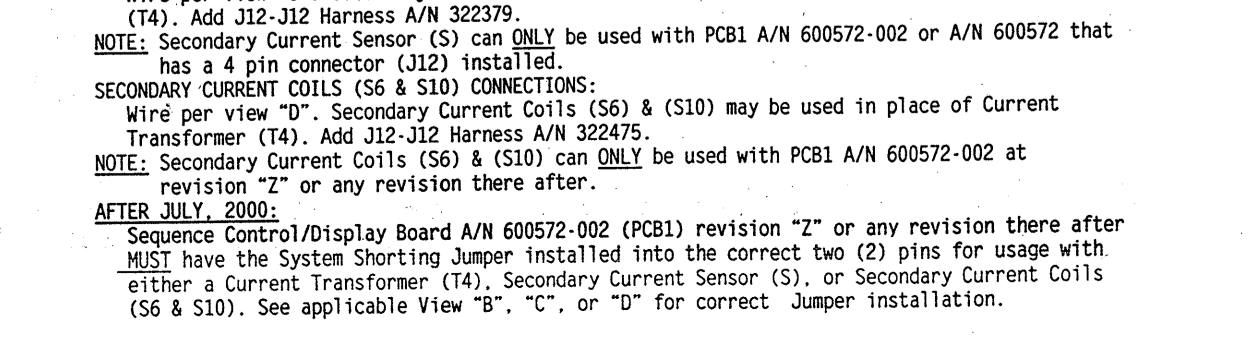 (T4). Add J12-J12 Harness A/N 322379.
NOTE: Secondary Current Sensor (S) can ONLY be used with PCB1 A/N 600572-002 or A/N 600572 that
has a 4 pin connector (J12) installed.
SECONDARY CURRENT COILS (S6 & S10) CONNECTIONS:
Wire per view "D". Secondary Current Coils (S6) & (S10) may be used in place of Current
Transformer (T4). Add J12-J12 Harness A/N 322475.
NOTE: Secondary Current Coils (S6) & (S10) can ONLY be used with PCB1 A/N 600572-002 at
revision "Z" or any revision there after.
AFTER JULY, 2000:
Sequence Control/Display Board A/N 600572-002 (PCB1) revision "Z" or any revision there after
MUST have the System Shorting Jumper installed into the correct two (2) pins for usage with
either a Current Transformer (T4), Secondary Current Sensor (S), or Secondary Current Coils
(S6 & S10). See applicable View "B", "C", or "D" for correct Jumper installation.